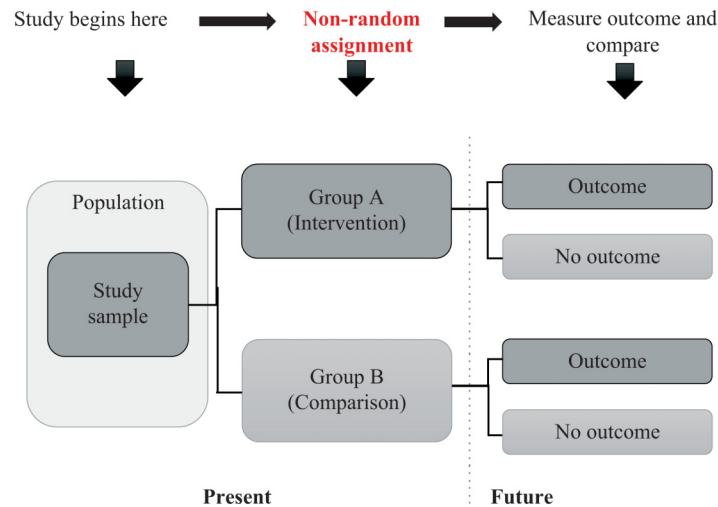 Study begins here
Non-random
assignment
Measure outcome and
compare
Population
Study
sample
Group A
(Intervention)
Group B
(Comparison)
Outcome
No outcome
Outcome
No outcome
Present
Future